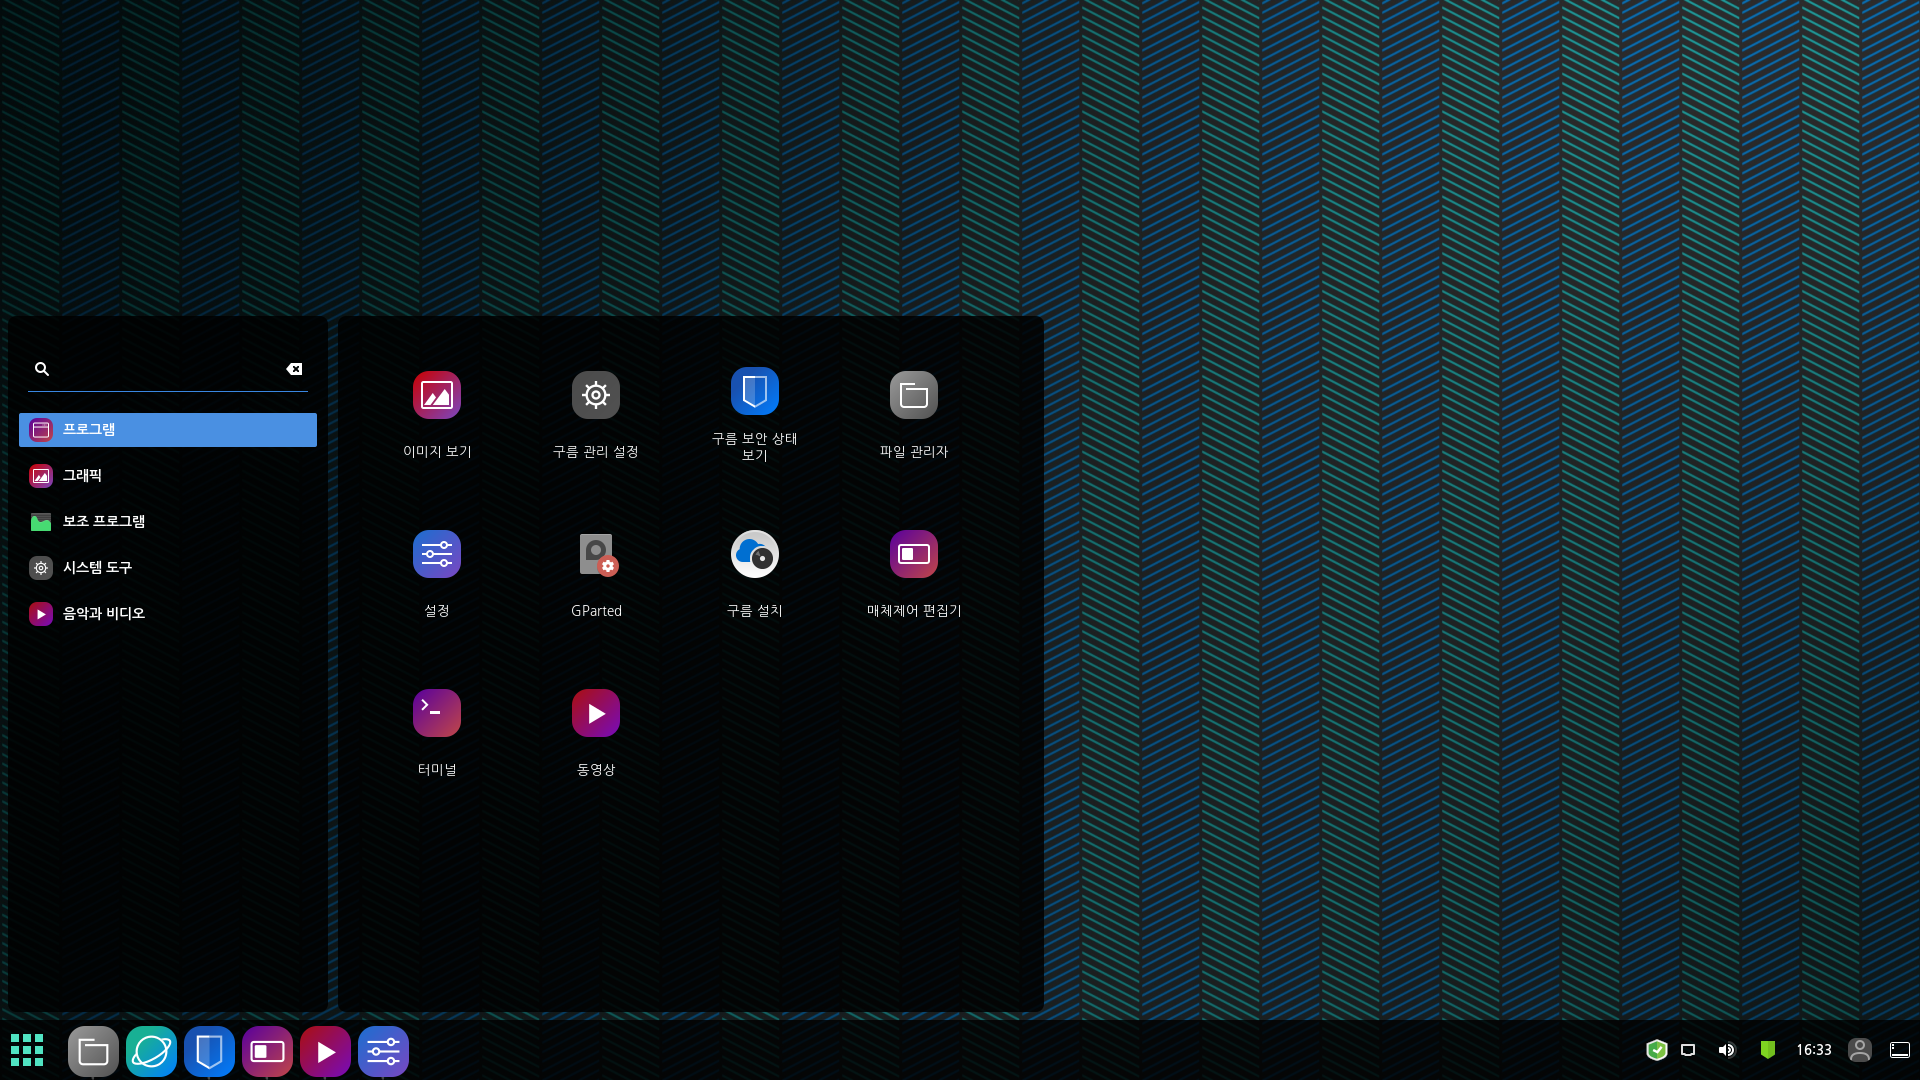 프로그램
그래픽
보조 프로그램
시스템 도구
음악과 비디오
이미지 보기
구름 관리 설정
구름 보안 상태
보기
파일 관리자
설정
GParted
구름 설치
매체제어 편집기
터미널
동영상
16:33